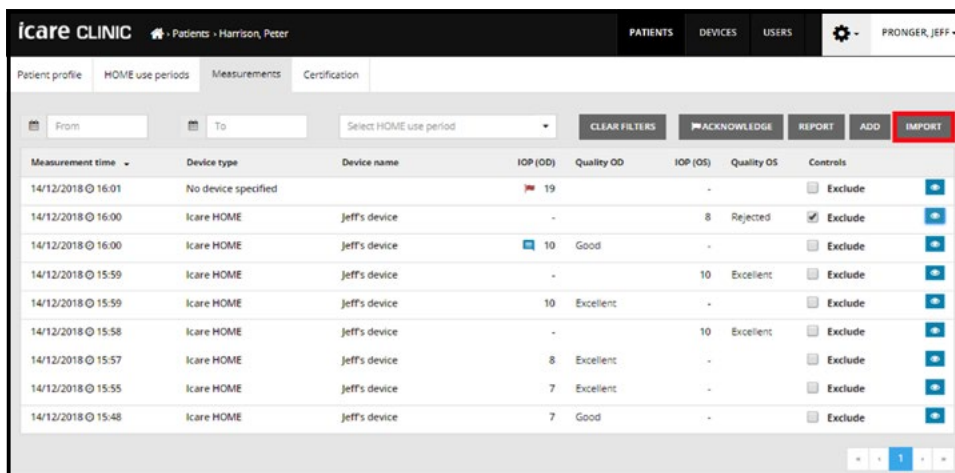 icare CLINIC › Patients › Harrison, Peter PATIENTS DEVICES USERS PRONGER, JEFF
Patient profile HOME use periods Measurements Certification
From To Select HOME use period CLEAR FILTERS ACKNOWLEDGE REPORT ADD IMPORT
Measurement time Device type Device name IOP (OD) Quality OD IOP (OS) Quality OS Controls
14/12/2018 16:01 No device specified 19 - Exclude
14/12/2018 16:00 Icare HOME Jeff's device - 8 Rejected Exclude
14/12/2018 16:00 Icare HOME Jeff's device 10 Good - Exclude
14/12/2018 15:59 Icare HOME Jeff's device - 10 Excellent Exclude
14/12/2018 15:59 Icare HOME Jeff's device 10 Excellent - Exclude
14/12/2018 15:58 Icare HOME Jeff's device - 10 Excellent Exclude
14/12/2018 15:57 Icare HOME Jeff's device 8 Excellent - Exclude
14/12/2018 15:55 Icare HOME Jeff's device 7 Excellent - Exclude
14/12/2018 15:48 Icare HOME Jeff's device 7 Good - Exclude
« ‹ 1 › »